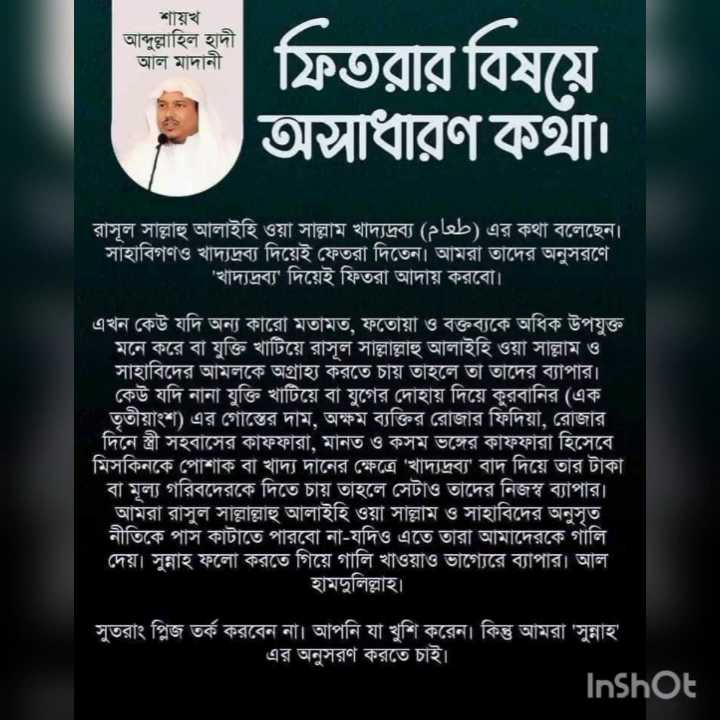 শায়খ
আব্দুল্লাহিল হাদী
আল মাদানী
ফিতরার বিষয়ে
অসাধারণ কথা।
রাসূল সাল্লাহু আলাইহি ওয়া সাল্লাম খাদ্যদ্রব্য (طعام) এর কথা বলেছেন।
সাহাবিগণও খাদ্যদ্রব্য দিয়েই ফেতরা দিতেন। আমরা তাদের অনুসরণে
'খাদ্যদ্রব্য' দিয়েই ফিতরা আদায় করবো।
এখন কেউ যদি অন্য কারো মতামত, ফতোয়া ও বক্তব্যকে অধিক উপযুক্ত
মনে করে বা যুক্তি খাটিয়ে রাসূল সাল্লাল্লাহু আলাইহি ওয়া সাল্লাম ও
সাহাবিদের আমলকে অগ্রাহ্য করতে চায় তাহলে তা তাদের ব্যাপার।
কেউ যদি নানা যুক্তি খাটিয়ে বা যুগের দোহায় দিয়ে কুরবানির (এক
তৃতীয়াংশ) এর গোস্তের দাম, অক্ষম ব্যক্তির রোজার ফিদিয়া, রোজার
দিনে স্ত্রী সহবাসের কাফফারা, মানত ও কসম ভঙ্গের কাফফারা হিসেবে
মিসকিনকে পোশাক বা খাদ্য দানের ক্ষেত্রে 'খাদ্যদ্রব্য' বাদ দিয়ে তার টাকা
বা মূল্য গরিবদেরকে দিতে চায় তাহলে সেটাও তাদের নিজস্ব ব্যাপার।
আমরা রাসুল সাল্লাল্লাহু আলাইহি ওয়া সাল্লাম ও সাহাবিদের অনুসৃত
নীতিকে পাস কাটাতে পারবো না-যদিও এতে তারা আমাদেরকে গালি
দেয়। সুন্নাহ ফলো করতে গিয়ে গালি খাওয়াও ভাগ্যেরে ব্যাপার। আল
হামদুলিল্লাহ।
সুতরাং প্লিজ তর্ক করবেন না। আপনি যা খুশি করেন। কিন্তু আমরা 'সুন্নাহ'
এর অনুসরণ করতে চাই।
InShOt